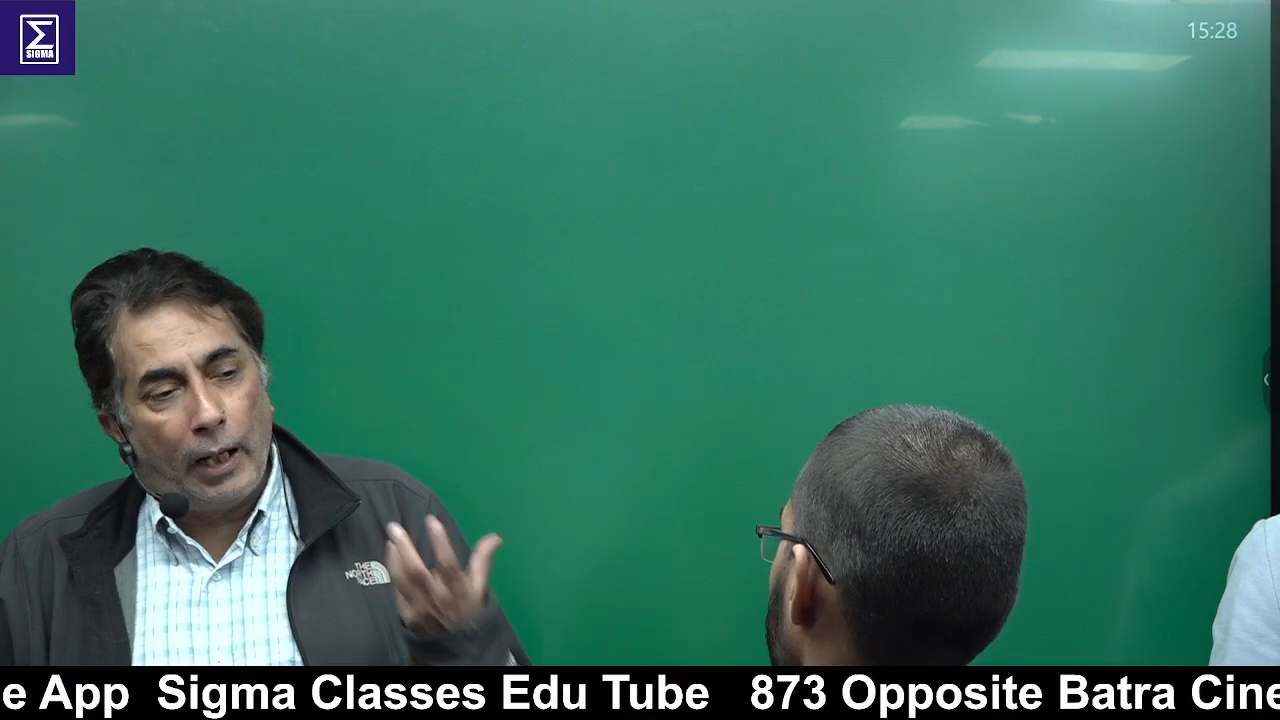 Σ
SIGMA
15:28
THE
NORTH
FACE
e App  Sigma Classes Edu Tube   873 Opposite Batra Cine